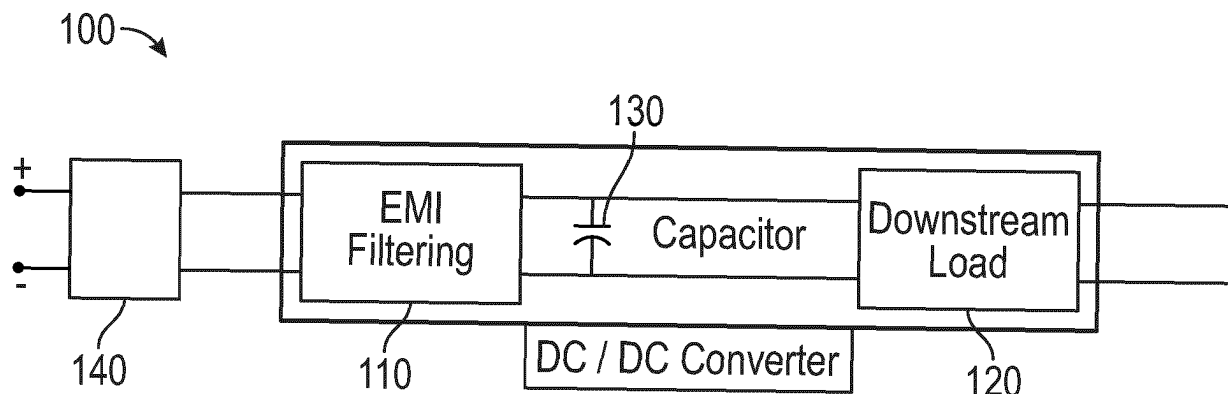 100
130
+
EMI
Filtering
Capacitor
Downstream
Load
-
140
110
DC / DC Converter
120